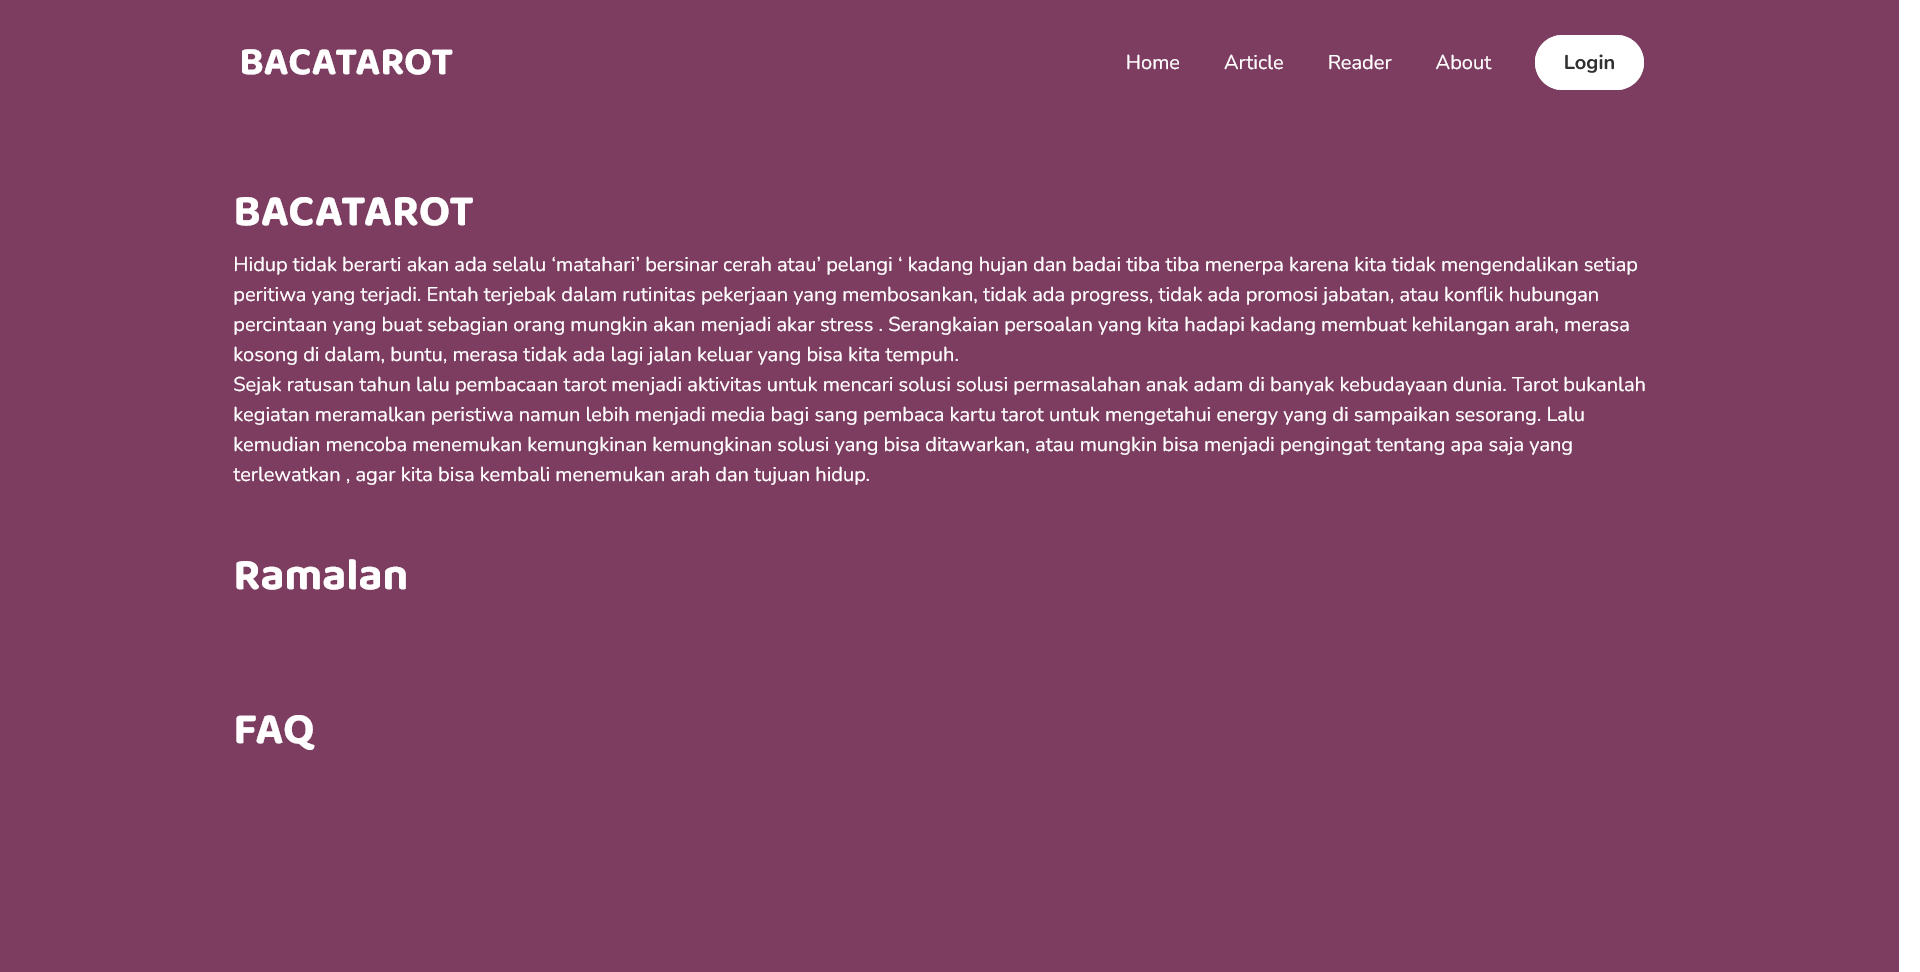 BACATAROT
Home Article Reader About Login
BACATAROT
Hidup tidak berarti akan ada selalu ‘matahari’ bersinar cerah atau’ pelangi ‘ kadang hujan dan badai tiba tiba menerpa karena kita tidak mengendalikan setiap
peritiwa yang terjadi. Entah terjebak dalam rutinitas pekerjaan yang membosankan, tidak ada progress, tidak ada promosi jabatan, atau konflik hubungan
percintaan yang buat sebagian orang mungkin akan menjadi akar stress . Serangkaian persoalan yang kita hadapi kadang membuat kehilangan arah, merasa
kosong di dalam, buntu, merasa tidak ada lagi jalan keluar yang bisa kita tempuh.
Sejak ratusan tahun lalu pembacaan tarot menjadi aktivitas untuk mencari solusi solusi permasalahan anak adam di banyak kebudayaan dunia. Tarot bukanlah
kegiatan meramalkan peristiwa namun lebih menjadi media bagi sang pembaca kartu tarot untuk mengetahui energy yang di sampaikan sesorang. Lalu
kemudian mencoba menemukan kemungkinan kemungkinan solusi yang bisa ditawarkan, atau mungkin bisa menjadi pengingat tentang apa saja yang
terlewatkan , agar kita bisa kembali menemukan arah dan tujuan hidup.
Ramalan
FAQ